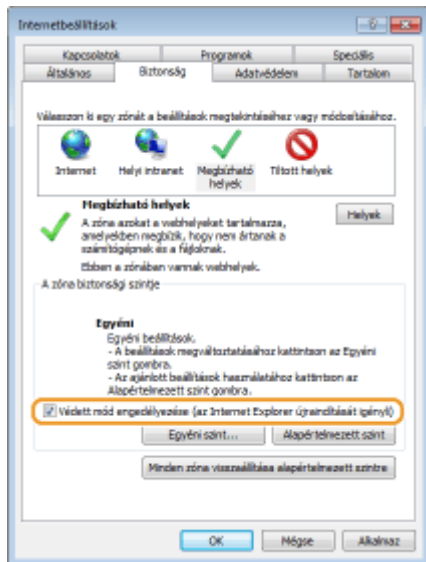 Internetbeállítások
Kapcsolatok Programok Speciális
Általános Biztonság Adatvédelem Tartalom
Válasszon ki egy zónát a beállítások megtekintéséhez vagy módosításához.
Internet Helyi intranet Megbízható helyek Tiltott helyek
Megbízható helyek
A zóna azokat a webhelyeket tartalmazza,
amelyekben megbízik, hogy nem ártanak a
számítógépnek és a fájloknak.
Helyek
Ebben a zónában vannak webhelyek.
A zóna biztonsági szintje
Egyéni
Egyéni beállítások.
- A beállítások megváltoztatásához kattintson az Egyéni
szint gombra.
- Az ajánlott beállítások használatához kattintson az
Alapértelmezett szint gombra.
Védett mód engedélyezése (az Internet Explorer újraindítását igényli)
Egyéni szint... Alapértelmezett szint
Minden zóna visszaállítása alapértelmezett szintre
OK Mégse Alkalmaz